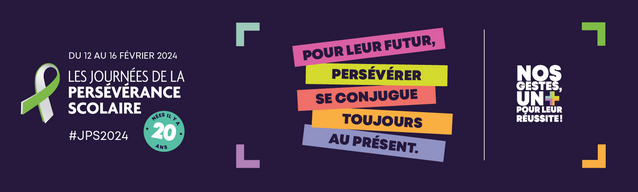 DU 12 AU 16 FÉVRIER 2024
LES JOURNÉES DE LA
PERSÉVÉRANCE
SCOLAIRE
#JPS2024
NÉES IL Y A
20
ANS
POUR LEUR FUTUR,
PERSÉVÉRER
SE CONJUGUE
TOUJOURS
AU PRÉSENT.
NOS
GESTES,
UN+
POUR LEUR
RÉUSSITE!